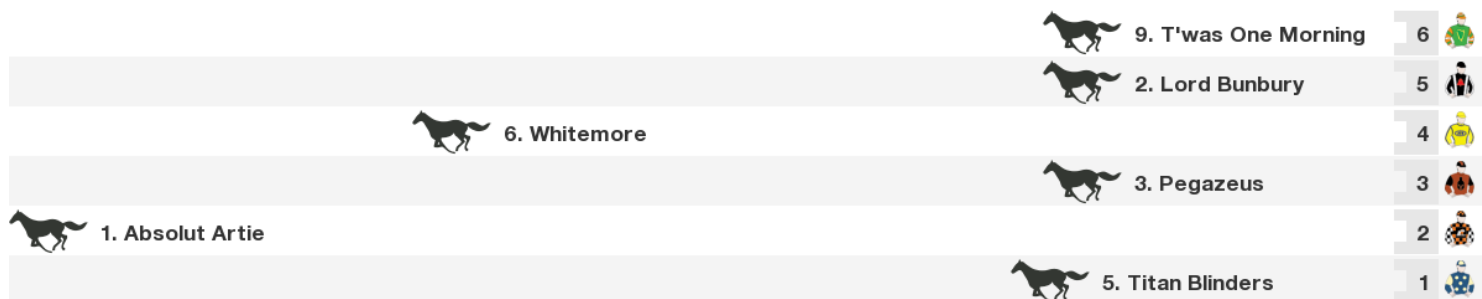 9. T'was One Morning 6
2. Lord Bunbury 5
6. Whitemore 4
3. Pegazeus 3
1. Absolut Artie 2
5. Titan Blinders 1